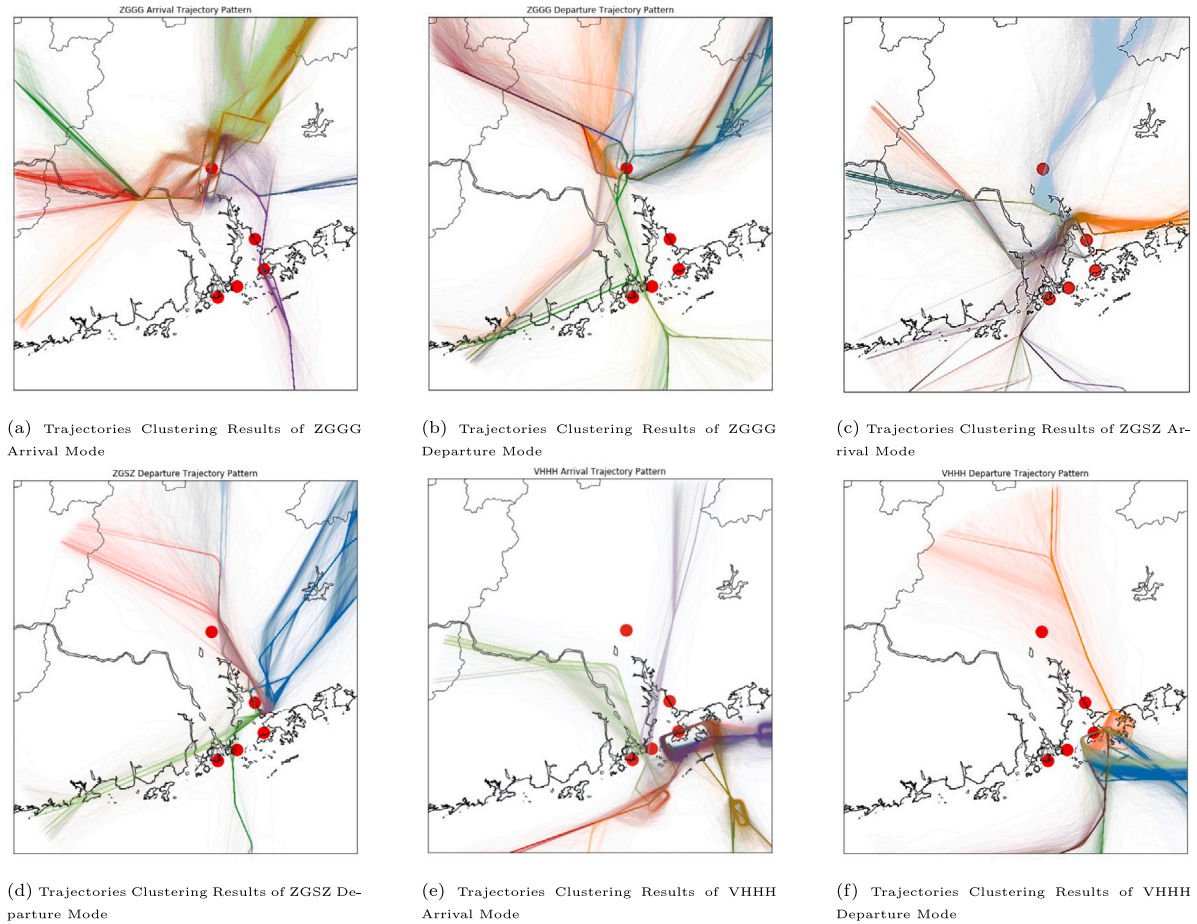 ZGGG Arrival Trajectory Pattern
ZGGG Departure Trajectory Pattern
(a) Trajectories Clustering Results of ZGGG
Arrival Mode
(b) Trajectories Clustering Results of ZGGG
Departure Mode
(c) Trajectories Clustering Results of ZGSZ Ar-
rival Mode
ZGSZ Departure Trajectory Pattern
VHHH Arrival Trajectory Pattern
VHHH Departure Trajectory Pattern
(d) Trajectories Clustering Results of ZGSZ De-
parture Mode
(e) Trajectories Clustering Results of VHHH
Arrival Mode
(f) Trajectories Clustering Results of VHHH
Departure Mode